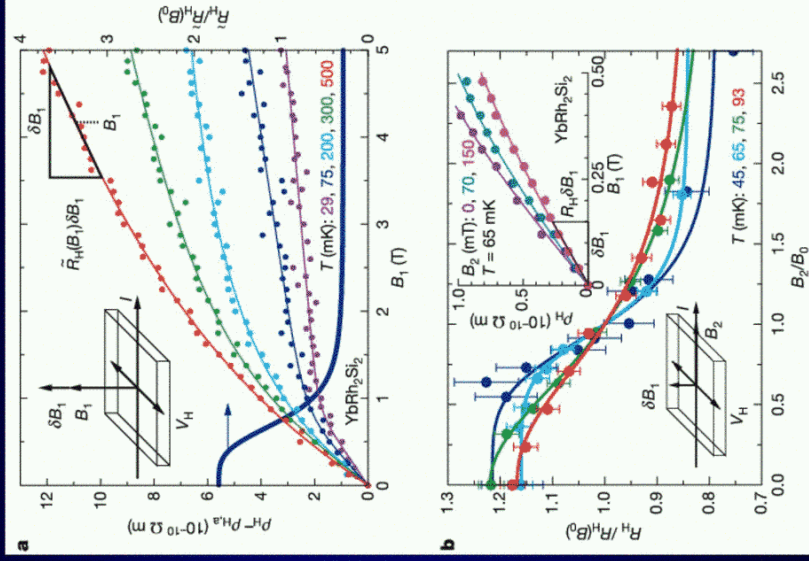 a
4
3
2
1
R̃H/R̃H(B0)
12
10
8
6
4
2
0
ρH-ρH,a (10⁻¹⁰ Ω m)
0
1
2
3
4
5
B1 (T)
δB1
B1
I
VH
R̃H(B1)δB1
δB1
B1
T (mK): 29, 75, 200, 300, 500
YbRh2Si2
b
1.3
1.2
1.1
1.0
0.9
0.8
0.7
RH/RH(B0)
0.0
0.5
1.0
1.5
2.0
2.5
B2/B0
B2 (mT): 0, 70, 150
T = 65 mK
1.0
0.5
0
ρH (10⁻¹⁰ Ω m)
0
0.25
0.50
B1 (T)
δB1
RHδB1
YbRh2Si2
δB1
I
B2
VH
T (mK): 45, 65, 75, 93